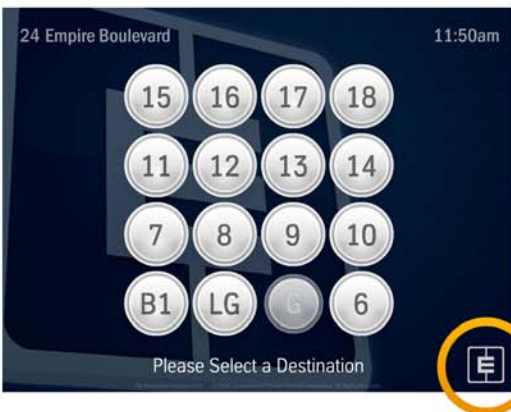 24 Empire Boulevard 11:50am
15 16 17 18
11 12 13 14
7 8 9 10
B1 LG G 6
Please Select a Destination
E